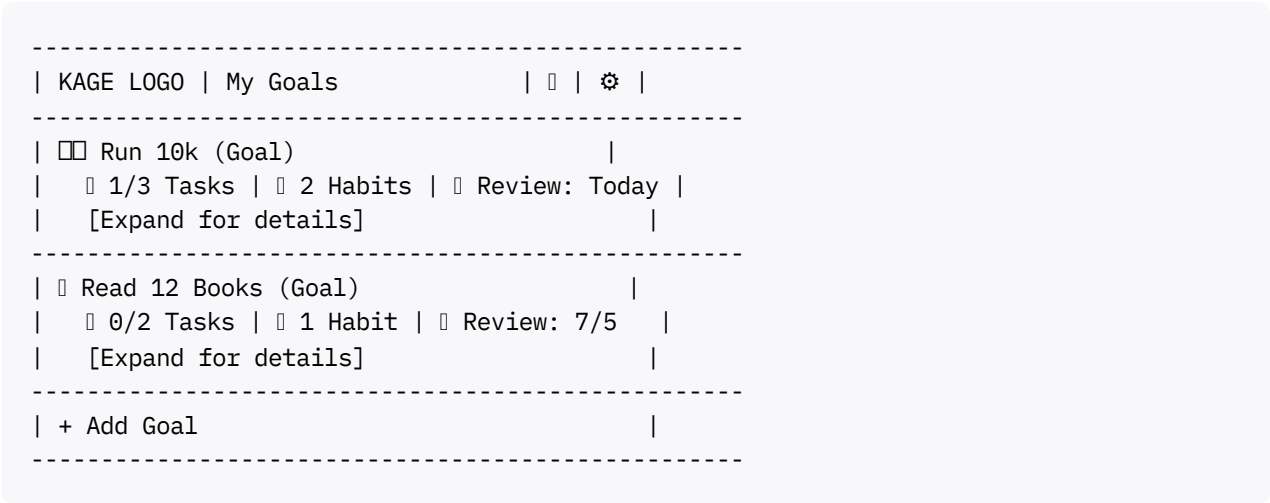 ---------------------------------------------------
| KAGE LOGO | My Goals             | ▯ | ⚙ |
---------------------------------------------------
| ▯▯ Run 10k (Goal)                      |
|   ▯ 1/3 Tasks | ▯ 2 Habits | ▯ Review: Today |
|   [Expand for details]                    |
---------------------------------------------------
| ▯ Read 12 Books (Goal)                   |
|   ▯ 0/2 Tasks | ▯ 1 Habit | ▯ Review: 7/5   |
|   [Expand for details]                    |
---------------------------------------------------
| + Add Goal                                |
---------------------------------------------------